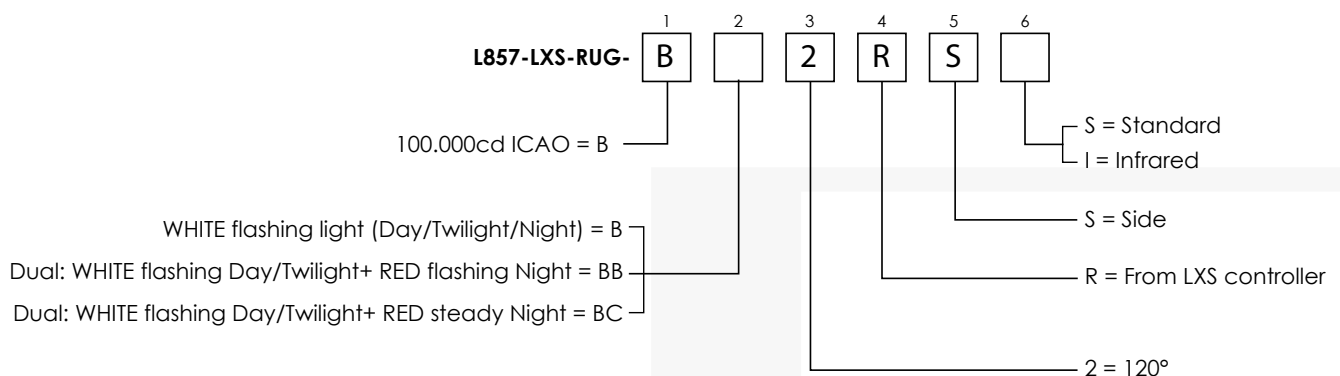 1 2 3 4 5 6
L857-LXS-RUG- B 2 R S
100.000cd ICAO = B
S = Standard
I = Infrared
WHITE flashing light (Day/Twilight/Night) = B
S = Side
Dual: WHITE flashing Day/Twilight+ RED flashing Night = BB
R = From LXS controller
Dual: WHITE flashing Day/Twilight+ RED steady Night = BC
2 = 120°